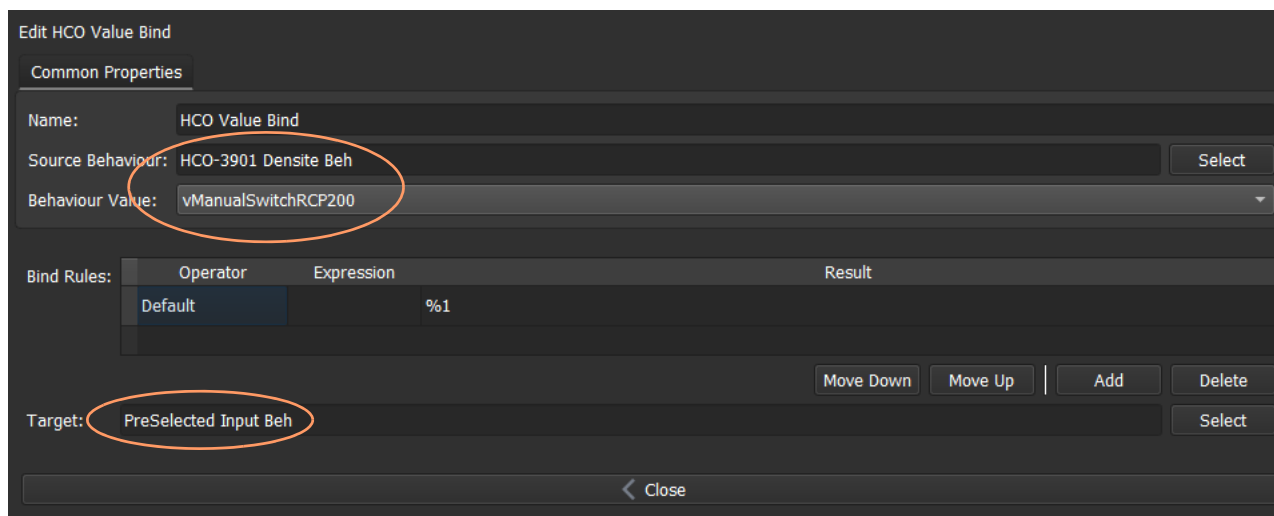 Edit HCO Value Bind
Common Properties
Name: HCO Value Bind
Source Behaviour: HCO-3901 Densite Beh Select
Behaviour Value: vManualSwitchRCP200
Bind Rules: Operator Expression Result
Default %1
Move Down Move Up Add Delete
Target: PreSelected Input Beh Select
Close